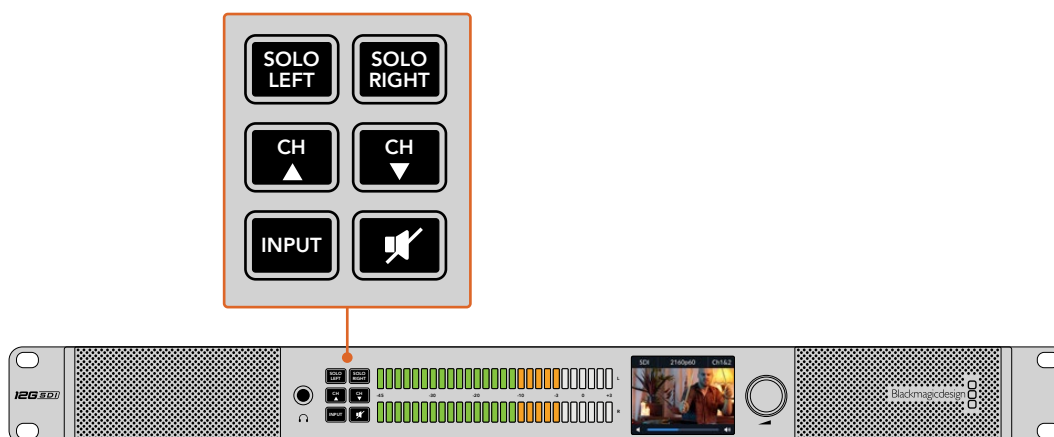 SOLO LEFT
SOLO RIGHT
CH
CH
INPUT
12G SDI
SOLO LEFT
SOLO RIGHT
CH
CH
INPUT
-45 -30 -20 -10 -3 0 +3
L
R
SDI 2160p60 Ch1&2
Blackmagicdesign